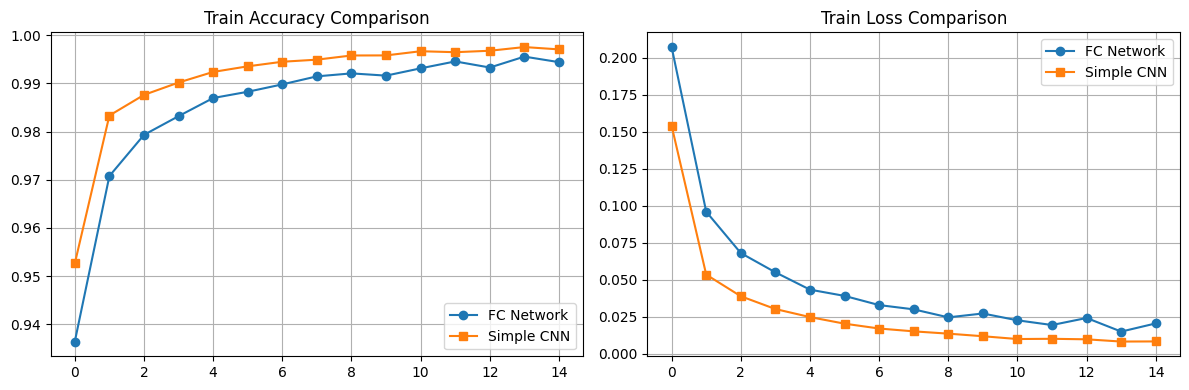 Train Accuracy Comparison
1.00
0.99
0.98
0.97
0.96
0.95
0.94
0 2 4 6 8 10 12 14
FC Network
Simple CNN
Train Loss Comparison
0.200
0.175
0.150
0.125
0.100
0.075
0.050
0.025
0.000
0 2 4 6 8 10 12 14
FC Network
Simple CNN